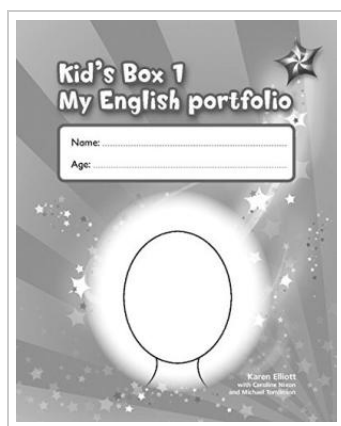 Kid's Box 1
My English portfolio
Name:
Age:
Karen Elliott
with Caroline Nixon
and Michael Tomlinson